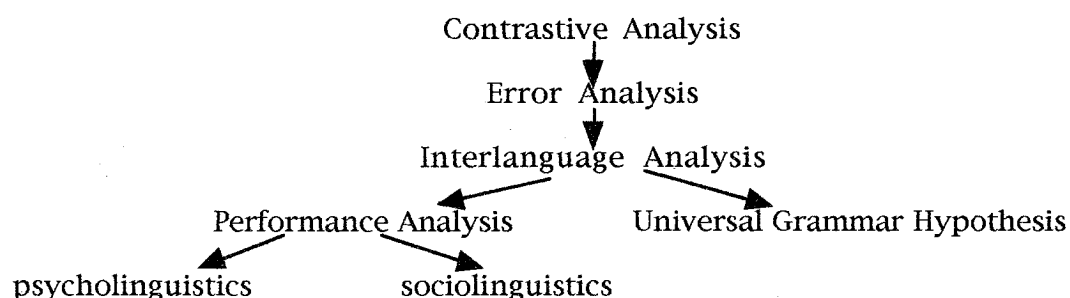 Contrastive Analysis
Error Analysis
Interlanguage Analysis
Performance Analysis Universal Grammar Hypothesis
psycholinguistics sociolinguistics